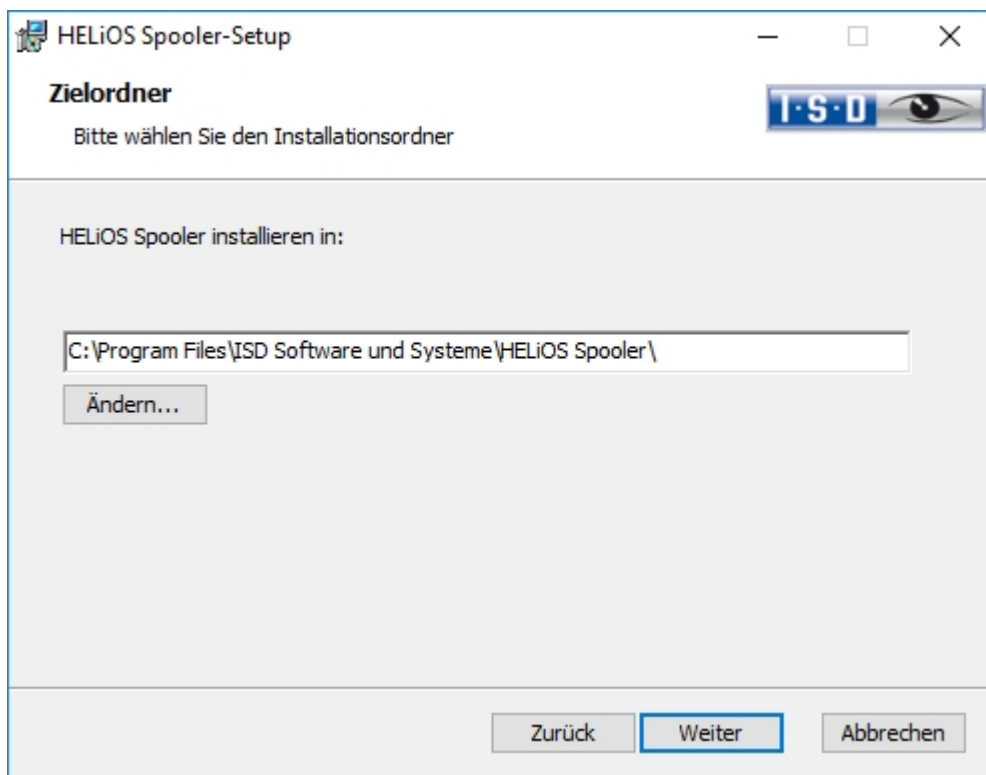 HELiOS Spooler-Setup
Zielordner
Bitte wählen Sie den Installationsordner
I·S·D
HELiOS Spooler installieren in:
C:\Program Files\ISD Software und Systeme\HELiOS Spooler\
Ändern...
Zurück
Weiter
Abbrechen